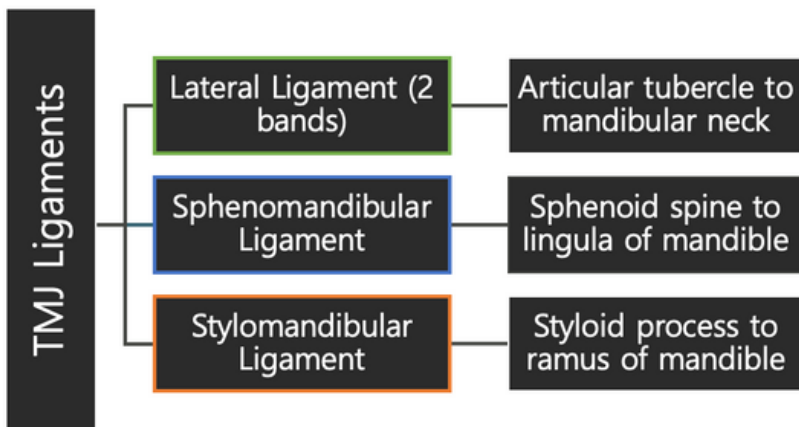 TMJ Ligaments
Lateral Ligament (2
bands)
Articular tubercle to
mandibular neck
Sphenomandibular
Ligament
Sphenoid spine to
lingula of mandible
Stylomandibular
Ligament
Styloid process to
ramus of mandible